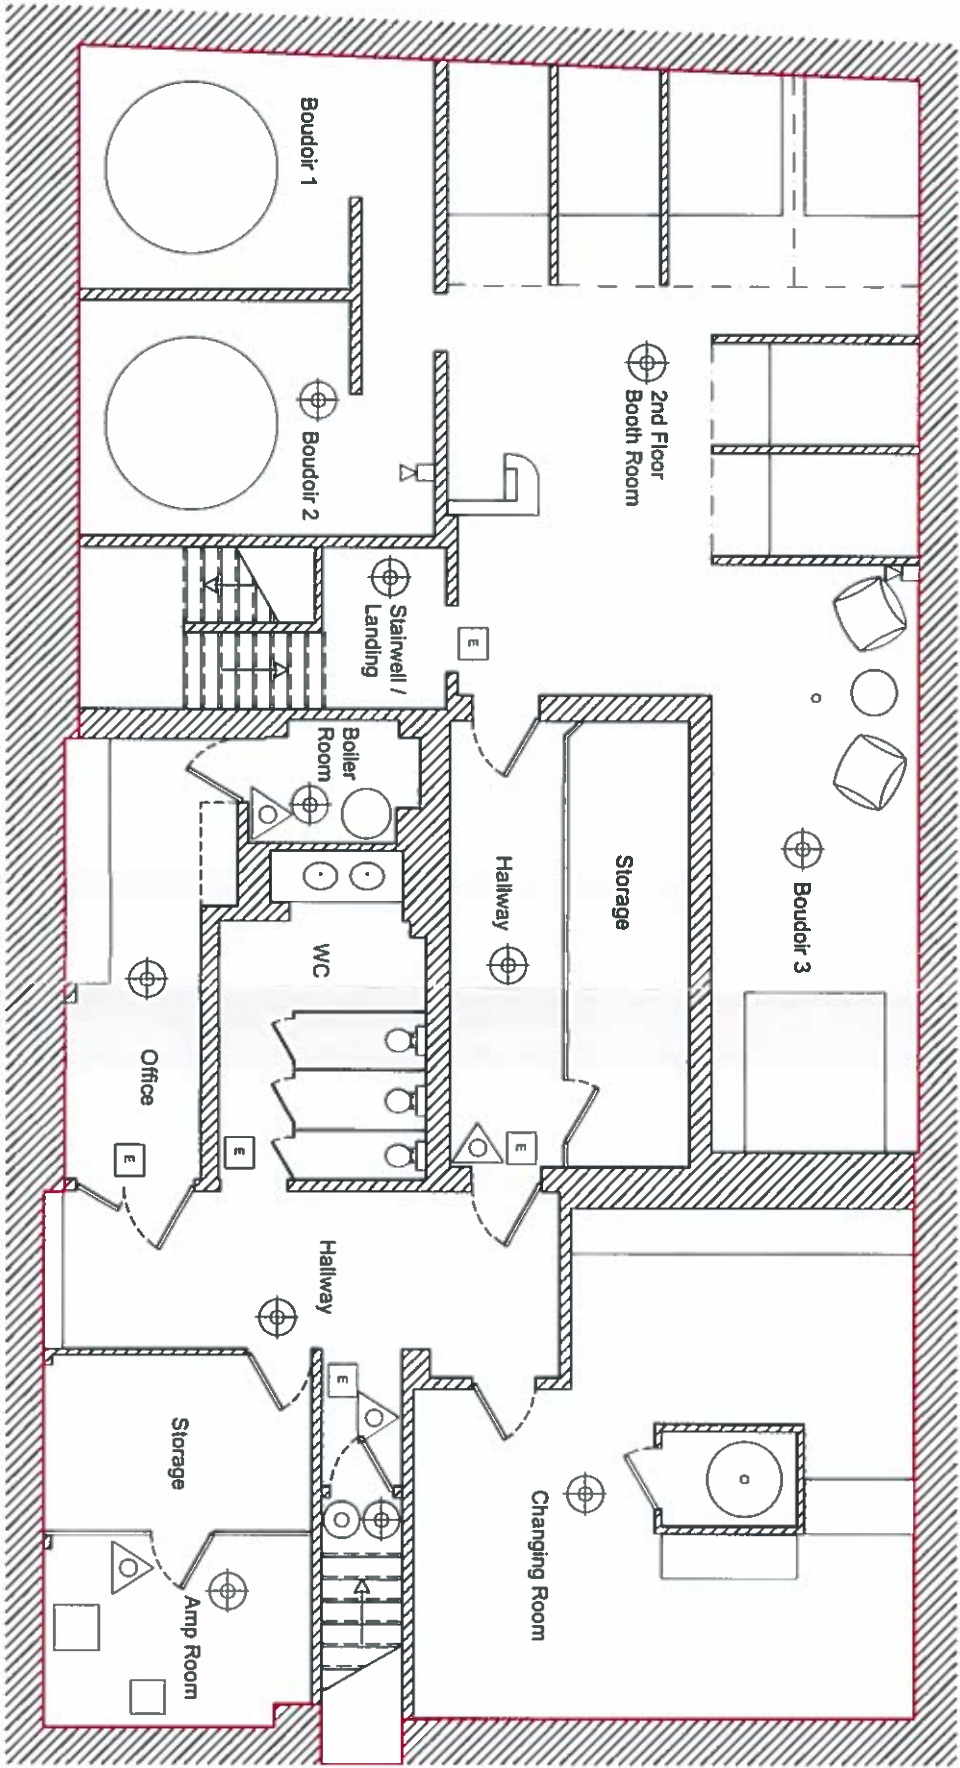 Boudoir 1
Boudoir 2
2nd Floor
Booth Room
Stairwell /
Landing
E
Boiler
Room
Hallway
Storage
Boudoir 3
WC
Office
E
E
E
Hallway
E
Storage
Changing Room
Amp Room